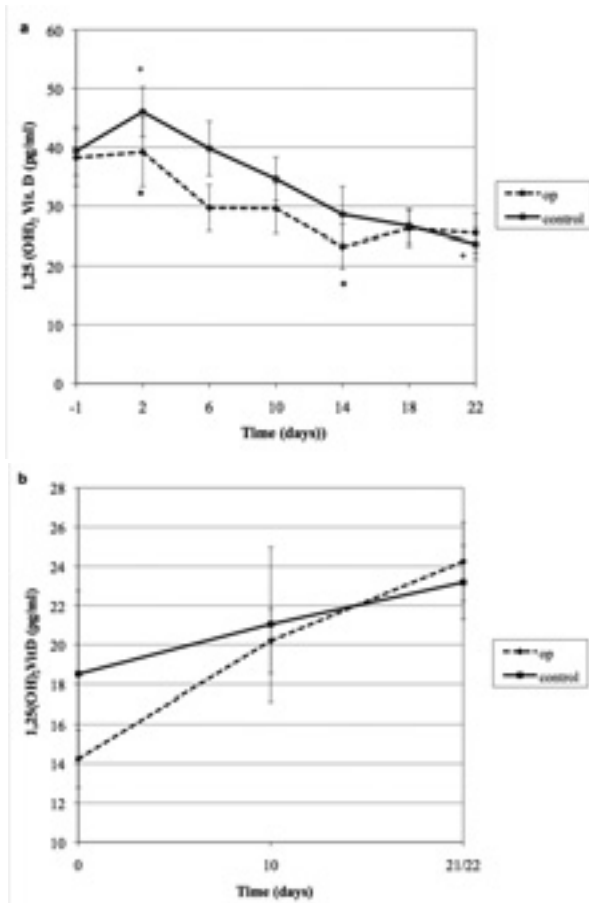 a
60
50
40
30
20
10
0
1,25 (OH)2 Vit. D (pg/ml)
-1 2 6 10 14 18 22
Time (days))
op
control
b
28
26
24
22
20
18
16
14
12
10
1,25(OH)2VitD (pg/ml)
0 10 21/22
Time (days)
op
control